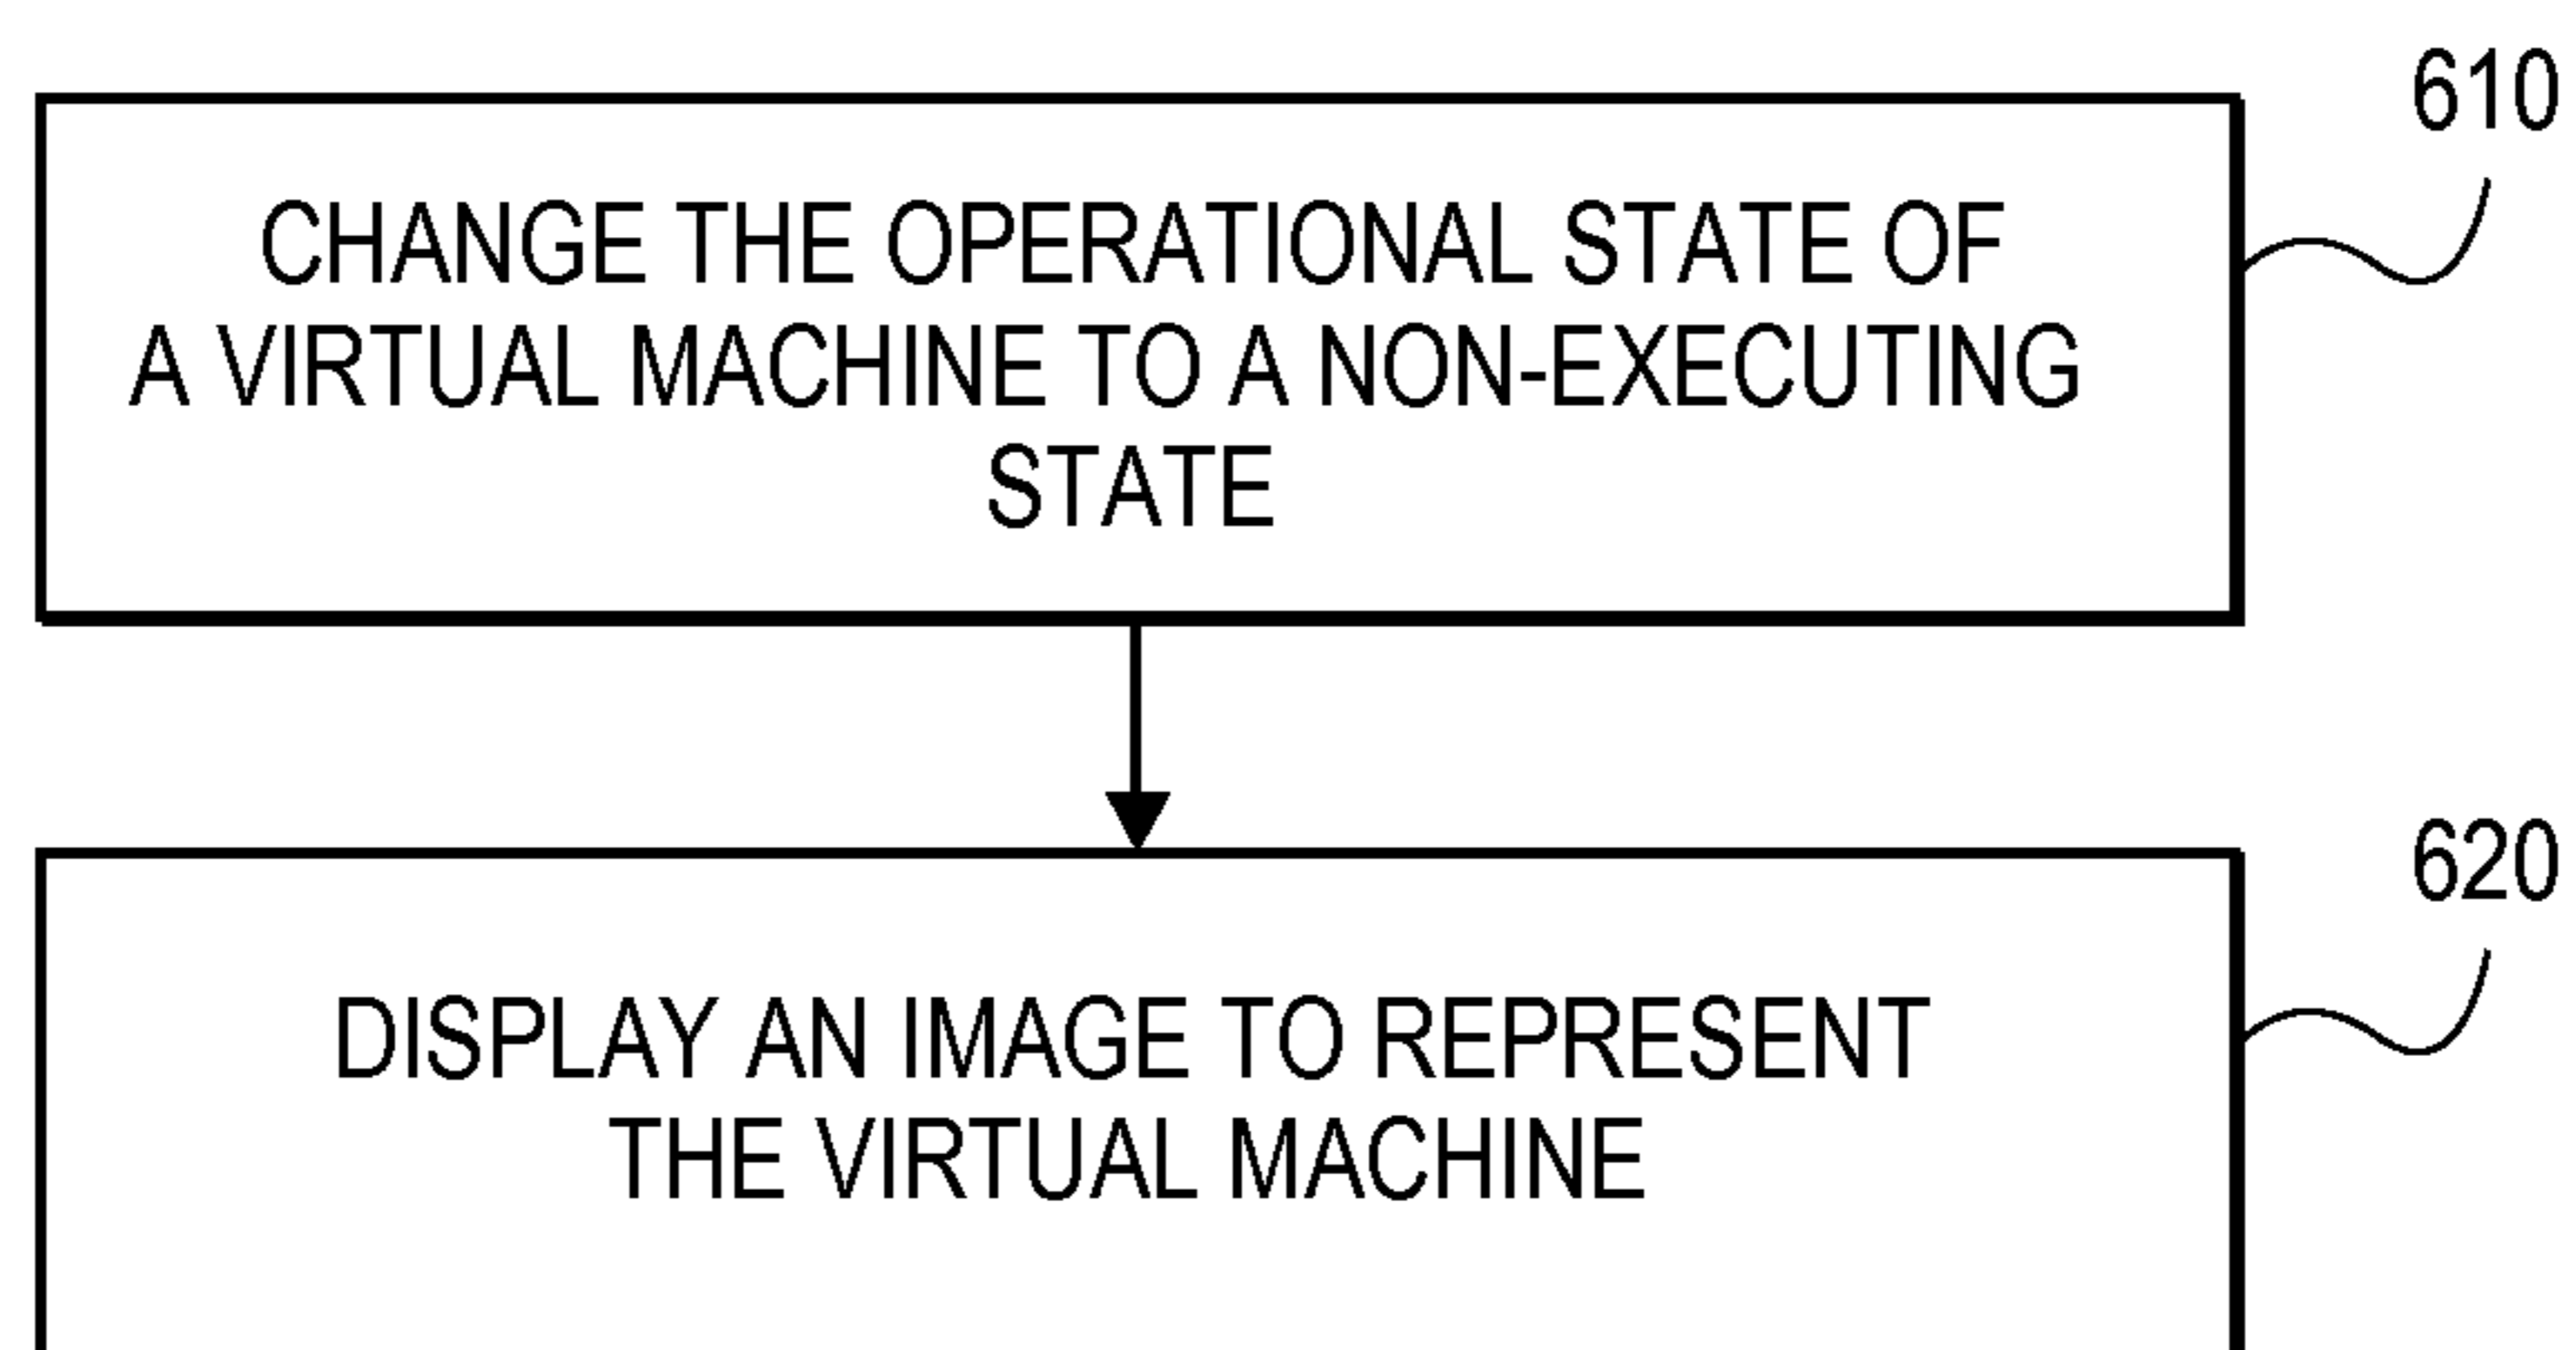 610
CHANGE THE OPERATIONAL STATE OF
A VIRTUAL MACHINE TO A NON-EXECUTING
STATE
620
DISPLAY AN IMAGE TO REPRESENT
THE VIRTUAL MACHINE